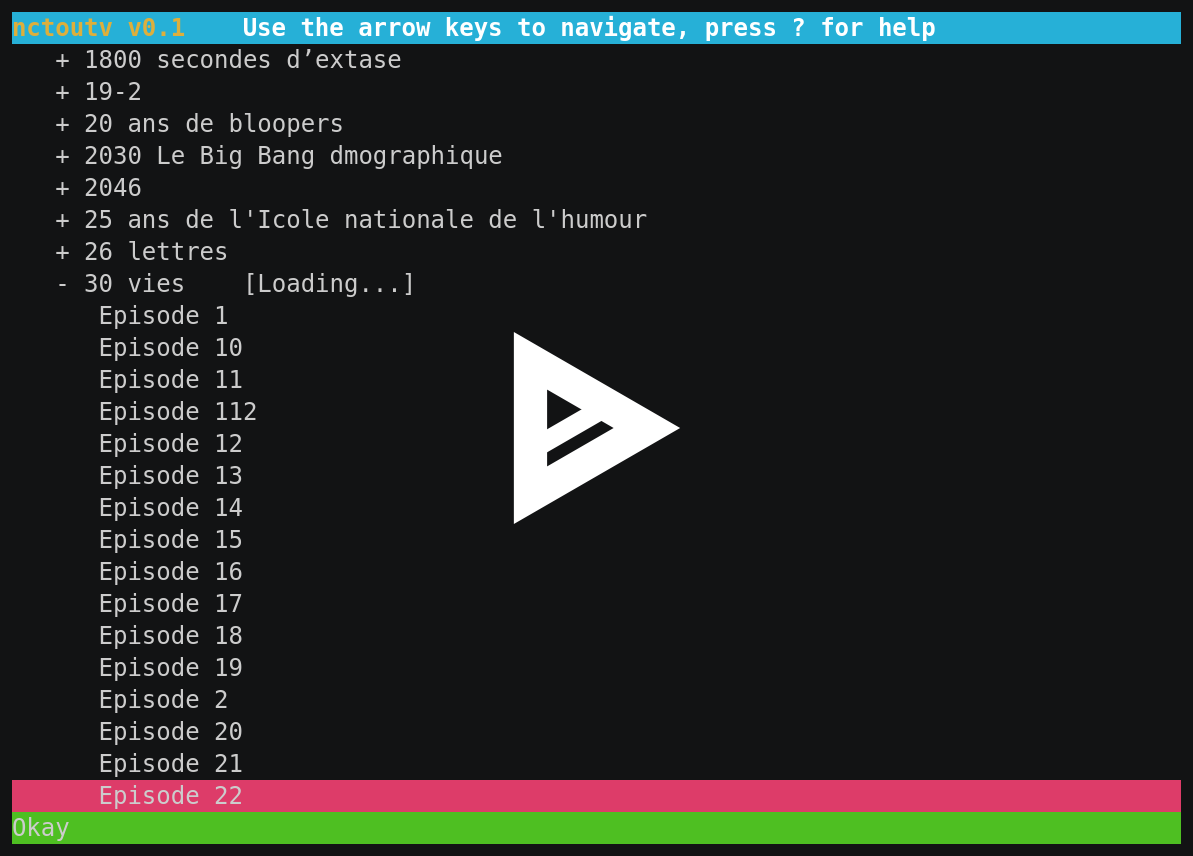 nctoutv v0.1    Use the arrow keys to navigate, press ? for help
+ 1800 secondes d’extase
+ 19-2
+ 20 ans de bloopers
+ 2030 Le Big Bang dmographique
+ 2046
+ 25 ans de l'Icole nationale de l'humour
+ 26 lettres
- 30 vies    [Loading...]
Episode 1
Episode 10
Episode 11
Episode 112
Episode 12
Episode 13
Episode 14
Episode 15
Episode 16
Episode 17
Episode 18
Episode 19
Episode 2
Episode 20
Episode 21
Episode 22
Okay